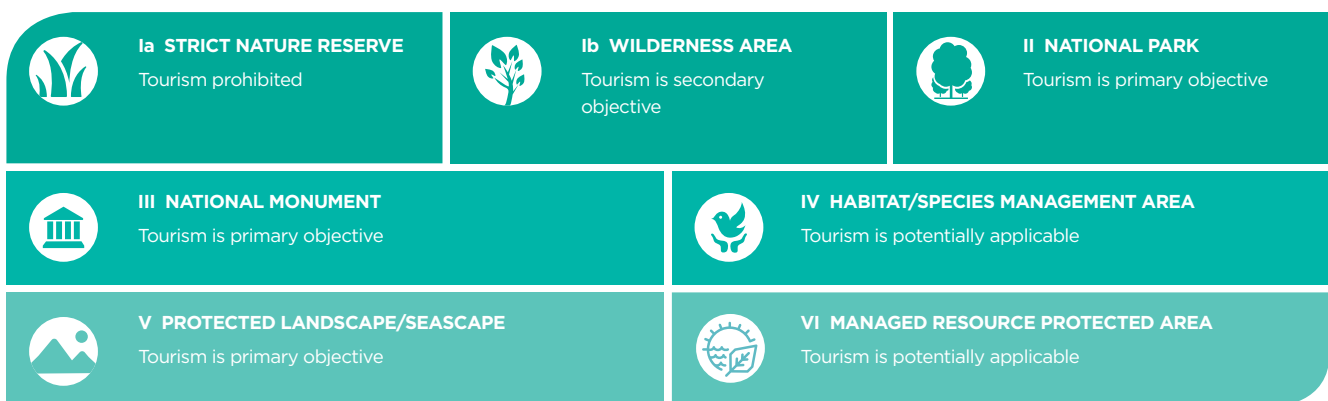 Ia STRICT NATURE RESERVE
Tourism prohibited
Ib WILDERNESS AREA
Tourism is secondary
objective
II NATIONAL PARK
Tourism is primary objective
III NATIONAL MONUMENT
Tourism is primary objective
IV HABITAT/SPECIES MANAGEMENT AREA
Tourism is potentially applicable
V PROTECTED LANDSCAPE/SEASCAPE
Tourism is primary objective
VI MANAGED RESOURCE PROTECTED AREA
Tourism is potentially applicable